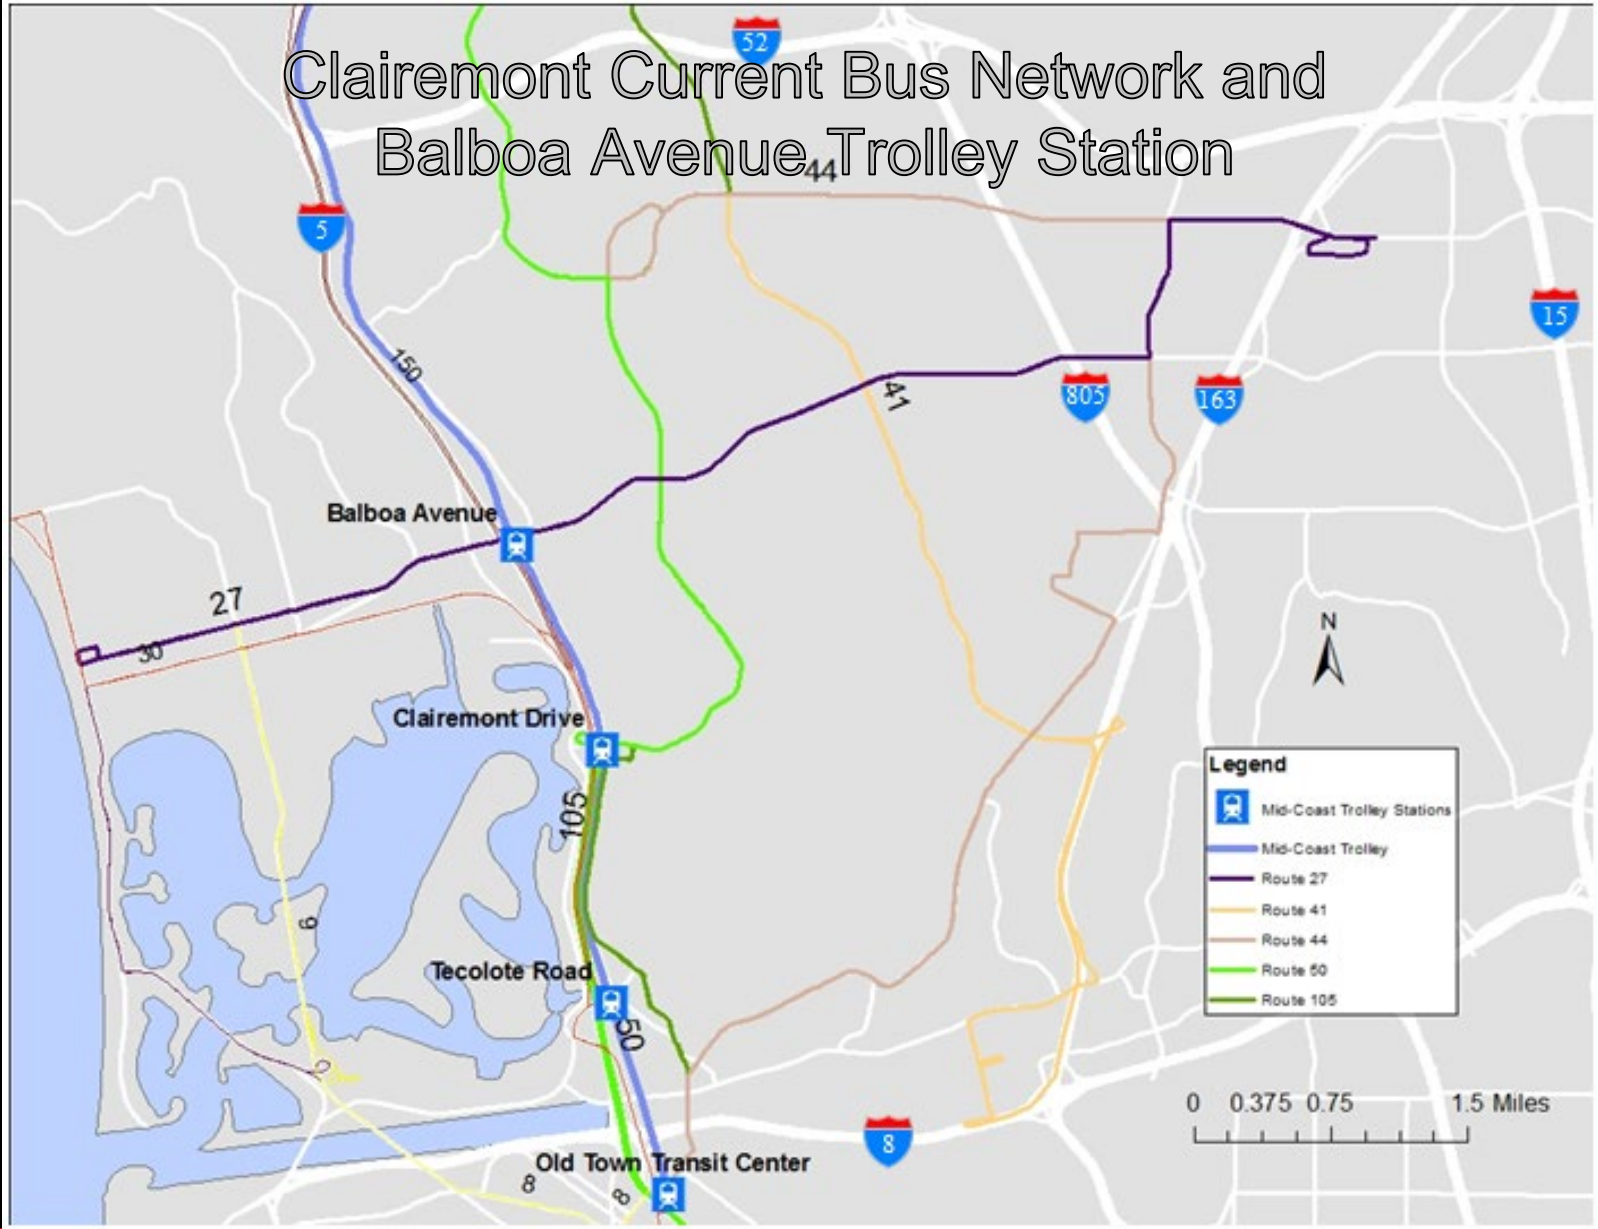 52
Clairemont Current Bus Network and
Balboa Avenue Trolley Station
44
5
15
150
41
805
163
Balboa Avenue
27
30
N
Clairemont Drive
105
Legend
Mid-Coast Trolley Stations
Mid-Coast Trolley
Route 27
Route 41
Route 44
Route 50
Route 105
9
Tecolote Road
50
0 0.375 0.75 1.5 Miles
8
Old Town Transit Center
8
8